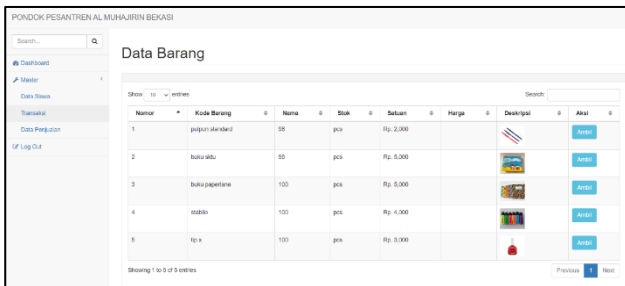 PONDOK PESANTREN AL MUHAJIRIN BEKASI
Search...
Dashboard
Master
Data Siswa
Transaksi
Data Penjualan
Log Out
Data Barang
Show 10 entries
Search:
Nomor Kode Barang Nama Stok Satuan Harga Deskripsi Aksi
1 pulpun standard 98 pcs Rp. 2,000 Ambil
2 buku sidu 99 pcs Rp. 5,000 Ambil
3 buku paperlane 100 pcs Rp. 5,000 Ambil
4 stabilo 100 pcs Rp. 4,000 Ambil
5 tip x 100 pcs Rp. 3,000 Ambil
Showing 1 to 5 of 5 entries
Previous 1 Next